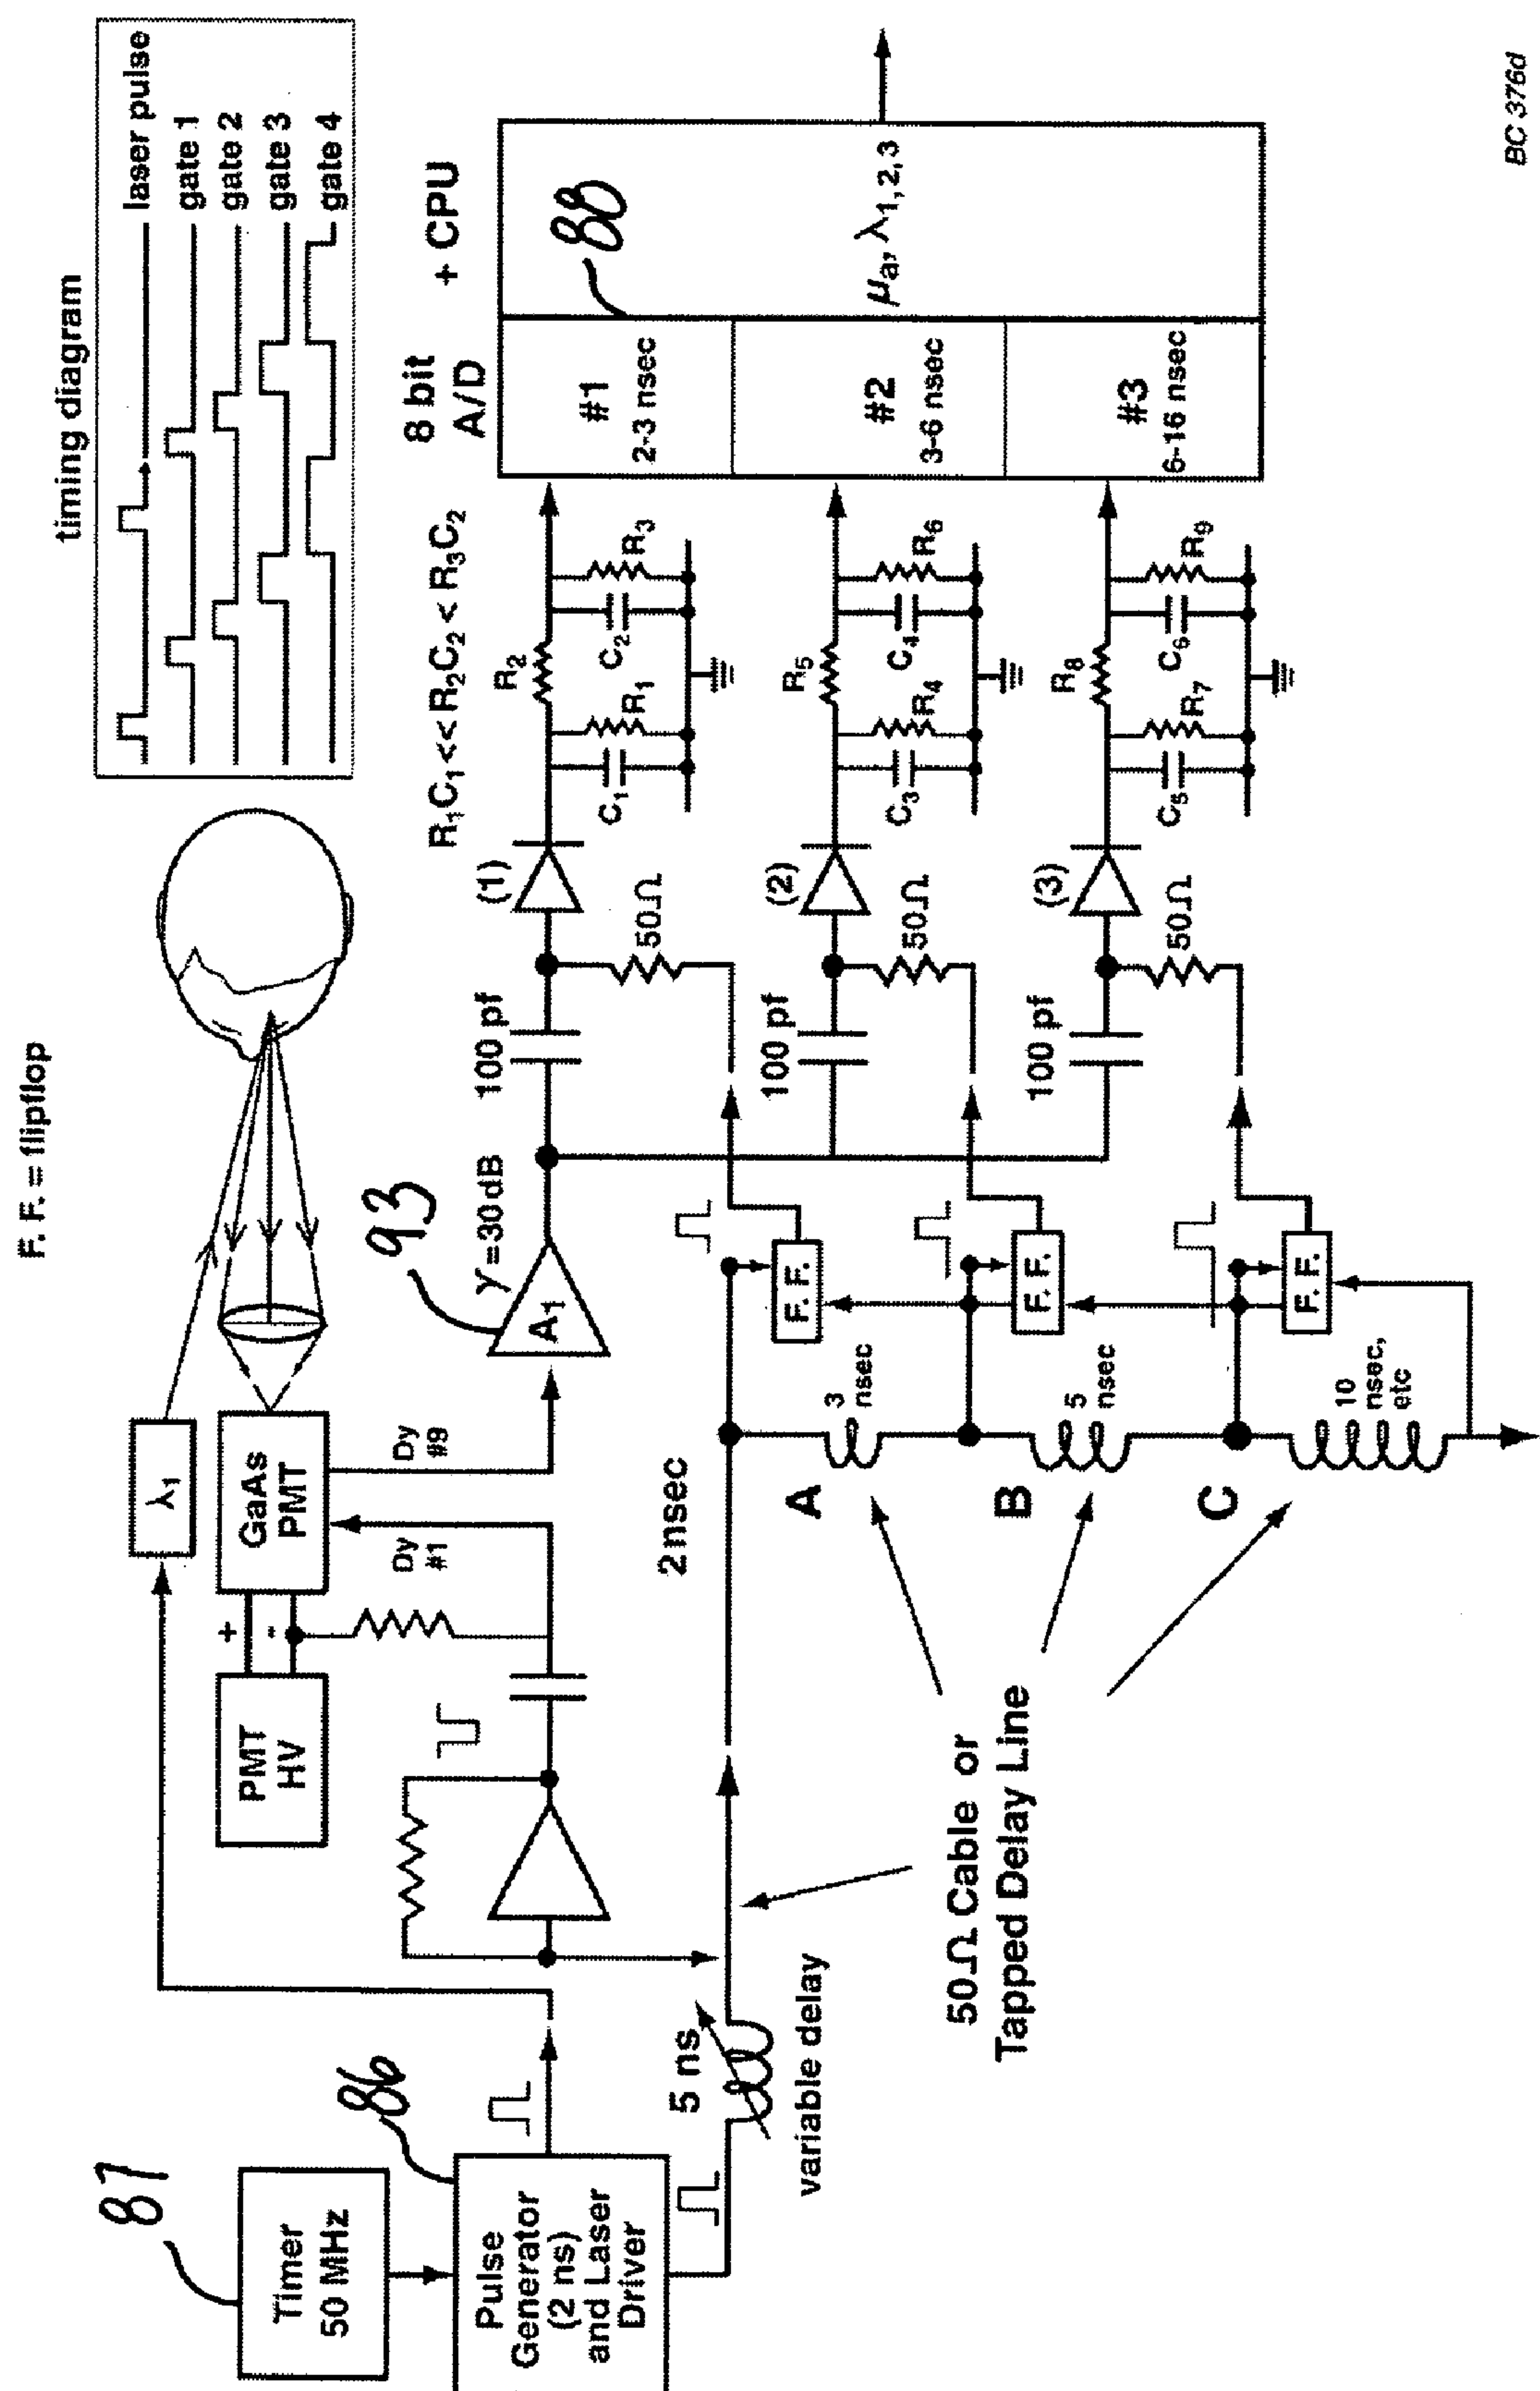 F. F. = flipflop
timing diagram
laser pulse
gate 1
gate 2
gate 3
gate 4
87
Timer
50 MHz
86
Pulse
Generator
(2 ns)
and Laser
Driver
5 ns
variable delay
PMT
HV
+
-
λ1
GaAs
PMT
Dy
#1
Dy
#9
93
A1
γ=30dB
100 pf
100 pf
100 pf
50Ω
50Ω
50Ω
(1)
(2)
(3)
R1C1<<R2C2<R3C2
C1
R1
R2
C2
R3
C3
R4
R5
C4
R6
C5
R7
R8
C6
R9
8 bit
A/D
+ CPU
88
#1
2-3 nsec
#2
3-6 nsec
#3
6-16 nsec
μa, λ1, 2, 3
2nsec
A
3
nsec
B
5
nsec
C
10
nsec,
etc
F. F.
F. F.
F. F.
50Ω Cable or
Tapped Delay Line
BC 376d